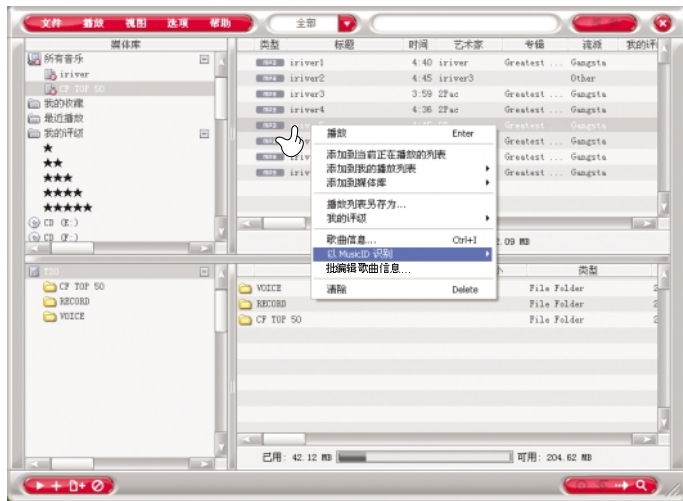 文件 播放 视图 选项 帮助 全部
媒体库
所有音乐
iriver
CF TOP 50
我的收藏
最近播放
我的评级
★
★★
★★★
★★★★
★★★★★
CD (E:)
CD (F:)
类型 标题 时间 艺术家 专辑 流派 我的评
iriver1 4:40 iriver Greatest ... Gangsta
iriver2 4:45 iriver3 Other
iriver3 3:59 2Pac Greatest ... Gangsta
iriver4 4:36 2Pac Greatest ... Gangsta
Greatest ... Gangsta
Greatest ... Gangsta
Greatest ... Gangsta
播放 Enter
添加到当前正在播放的列表
添加到我的播放列表
添加到媒体库
播放列表另存为...
我的评级
歌曲信息... Ctrl+I
以 MusicID 识别
批编辑歌曲信息...
清除 Delete
2.09 MB
T20
CF TOP 50
RECORD
VOICE
类型
VOICE File Folder 2
RECORD File Folder 2
CF TOP 50 File Folder 2
已用: 42.12 MB 可用: 204.62 MB